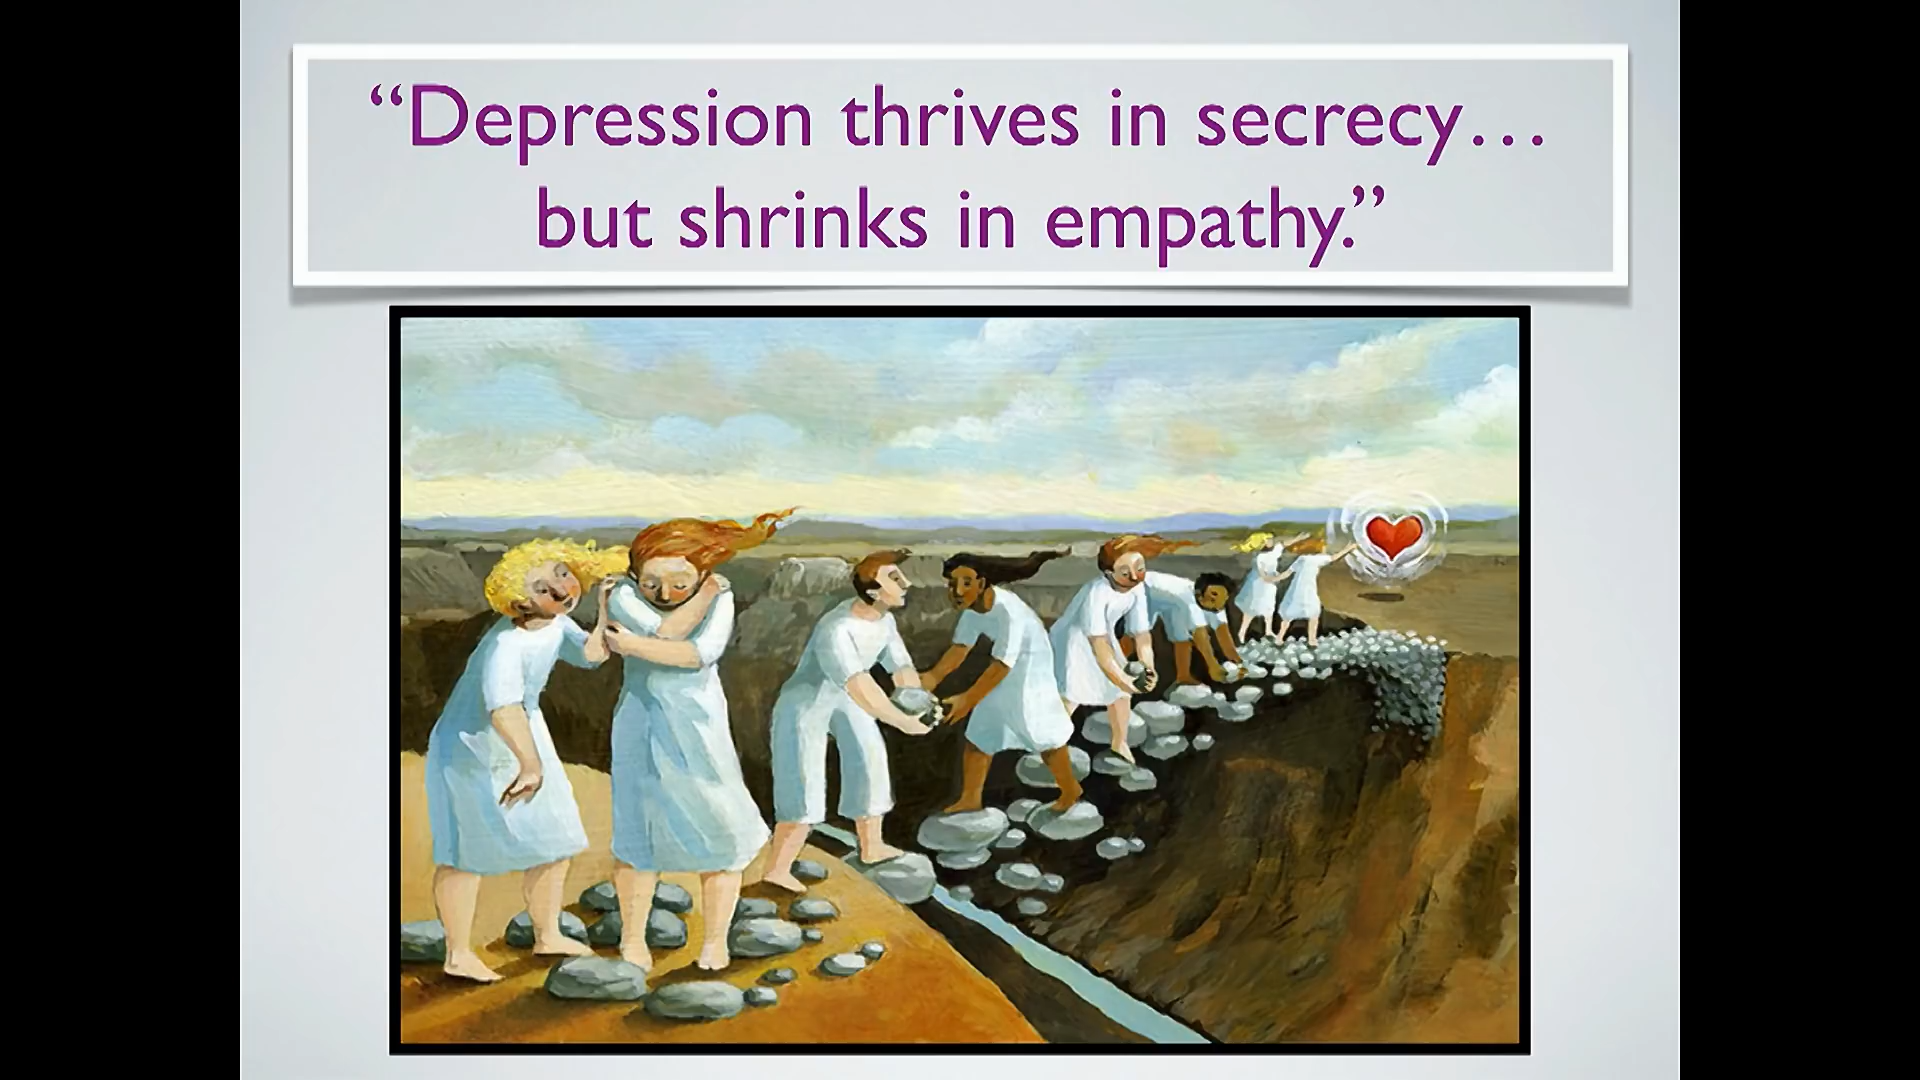 “Depression thrives in secrecy…
but shrinks in empathy.”